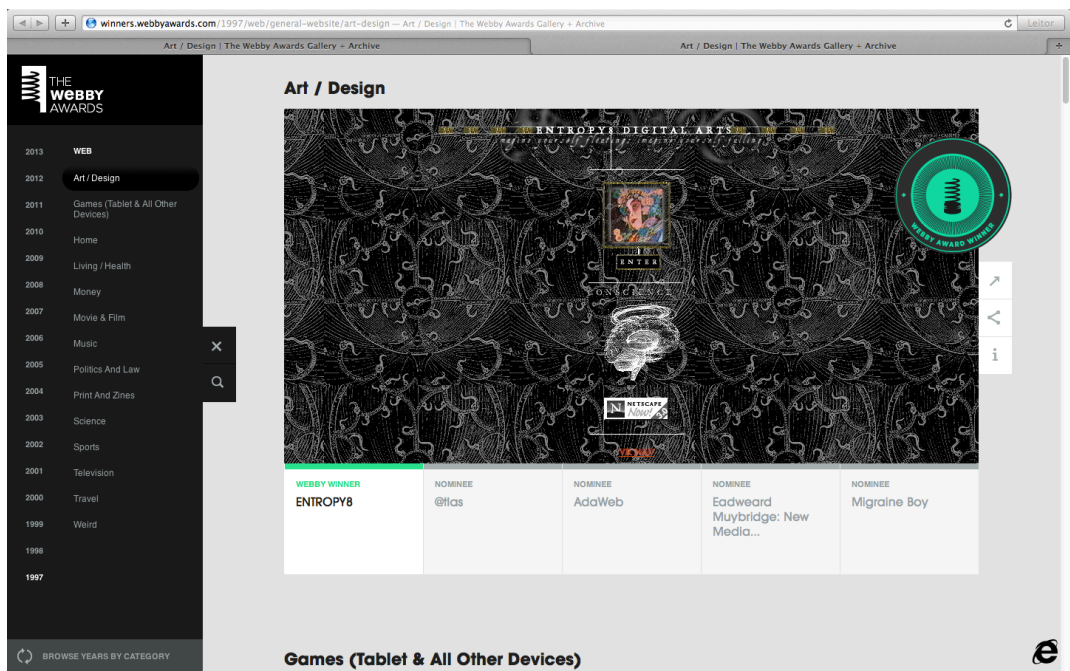 winners.webbyawards.com/1997/web/general-website/art-design — Art / Design | The Webby Awards Gallery + Archive
Leitor
Art / Design | The Webby Awards Gallery + Archive
Art / Design | The Webby Awards Gallery + Archive
THE
WEBBY
AWARDS
2013
2012
2011
2010
2009
2008
2007
2006
2005
2004
2003
2002
2001
2000
1999
1998
1997
WEB
Art / Design
Games (Tablet & All Other
Devices)
Home
Living / Health
Money
Movie & Film
Music
Politics And Law
Print And Zines
Science
Sports
Television
Travel
Weird
BROWSE YEARS BY CATEGORY
Art / Design
ENTROPY8 DIGITAL ARTS
ENTER
CONSCIENCE
N NETSCAPE
Now!
WEBBY AWARD WINNER
i
WEBBY WINNER
ENTROPY8
NOMINEE
@tlas
NOMINEE
AdaWeb
NOMINEE
Eadweard
Muybridge: New
Media...
NOMINEE
Migraine Boy
Games (Tablet & All Other Devices)